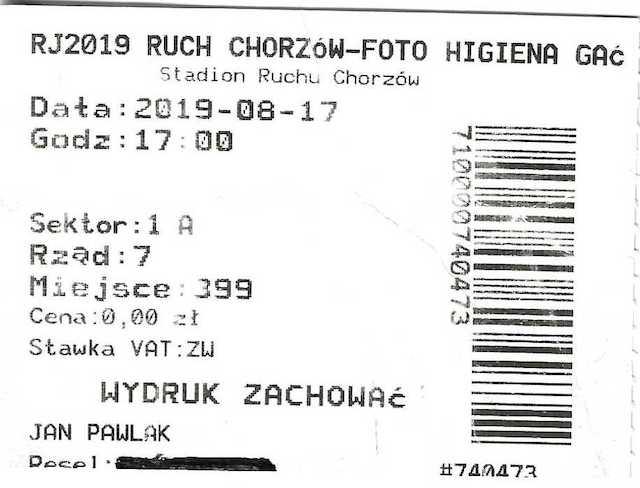 RJ2019 RUCH CHORZóW-FOTO HIGIENA GAć
Stadion Ruchu Chorzów
Data:2019-08-17
Godz:17:00
Sektor:1 A
Rząd:7
Miejsce:399
Cena:0,00 zł
Stawka VAT:ZW
WYDRUK ZACHOWAć
JAN PAWLAK
Pesel:
7100000740473
#740473